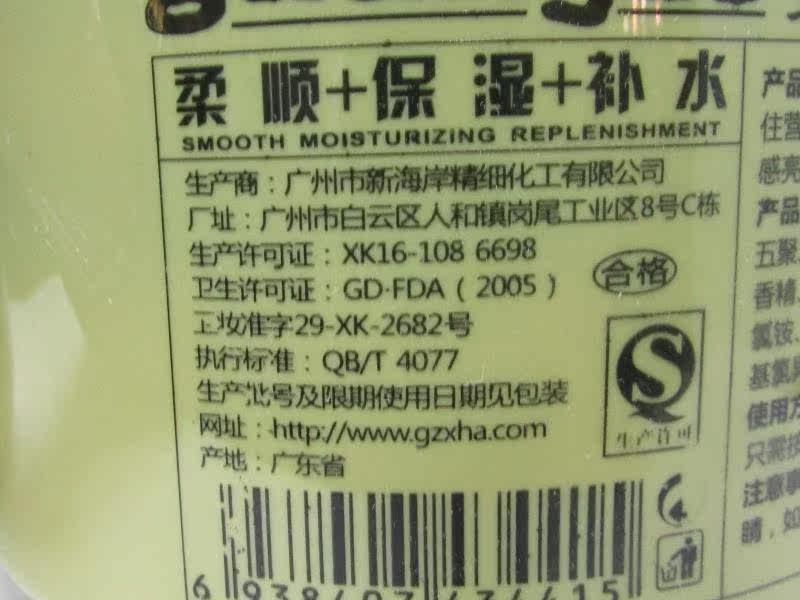 柔顺+保湿+补水
SMOOTH MOISTURIZING REPLENISHMENT
生产商：广州市新海岸精细化工有限公司
厂址：广州市白云区人和镇岗尾工业区8号C栋
生产许可证：XK16-108 6698
卫生许可证：GD·FDA（2005）
卫妆准字29-XK-2682号
执行标准：QB/T 4077
生产批号及限期使用日期见包装
网址：http://www.gzxha.com
产地：广东省
合格
生产许可
产品
住营
感亮
产品
五聚
香精
氯铵、
基氯
使用方
只需按
注意事
睛，如